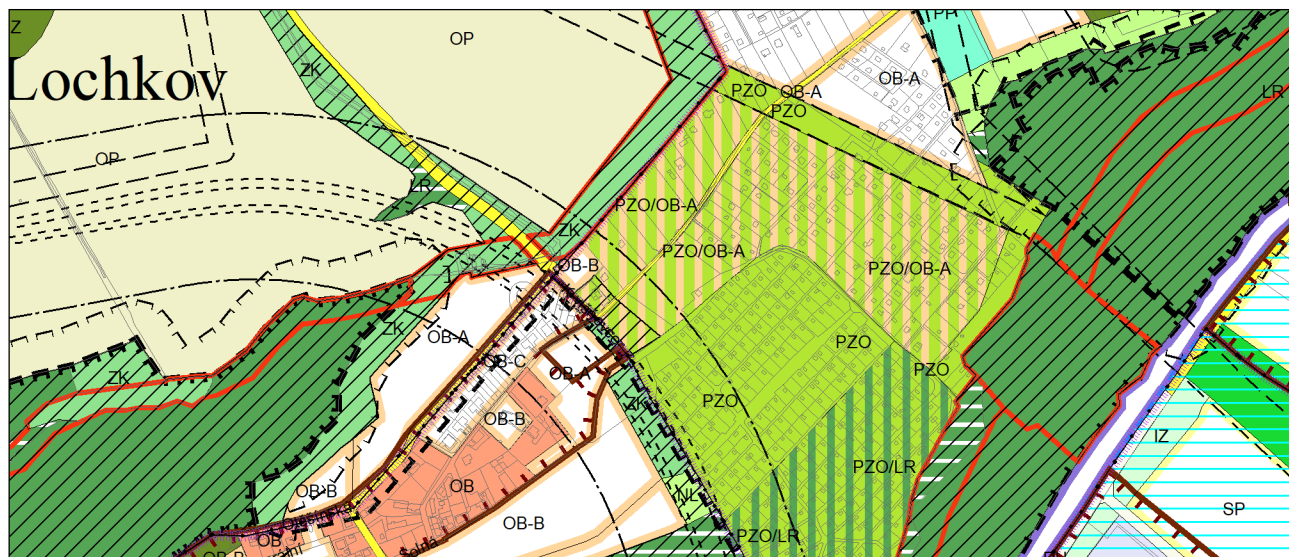 Z
OP
PP
Lochkov
ZK
OB-A
PZO
OB-A
PZO
LR
OP
LR
PZO/OB-A
ZK
PZO/OB-A
OB-B
PZO/OB-A
ZK
OB-A
OB-C
PZO
ZK
OB-A
PZO
ZK
PZO
OB-B
IZ
PZO/LR
OB
OB-B
NL
OB-B
SP
OB
PZO/LR
OB-B